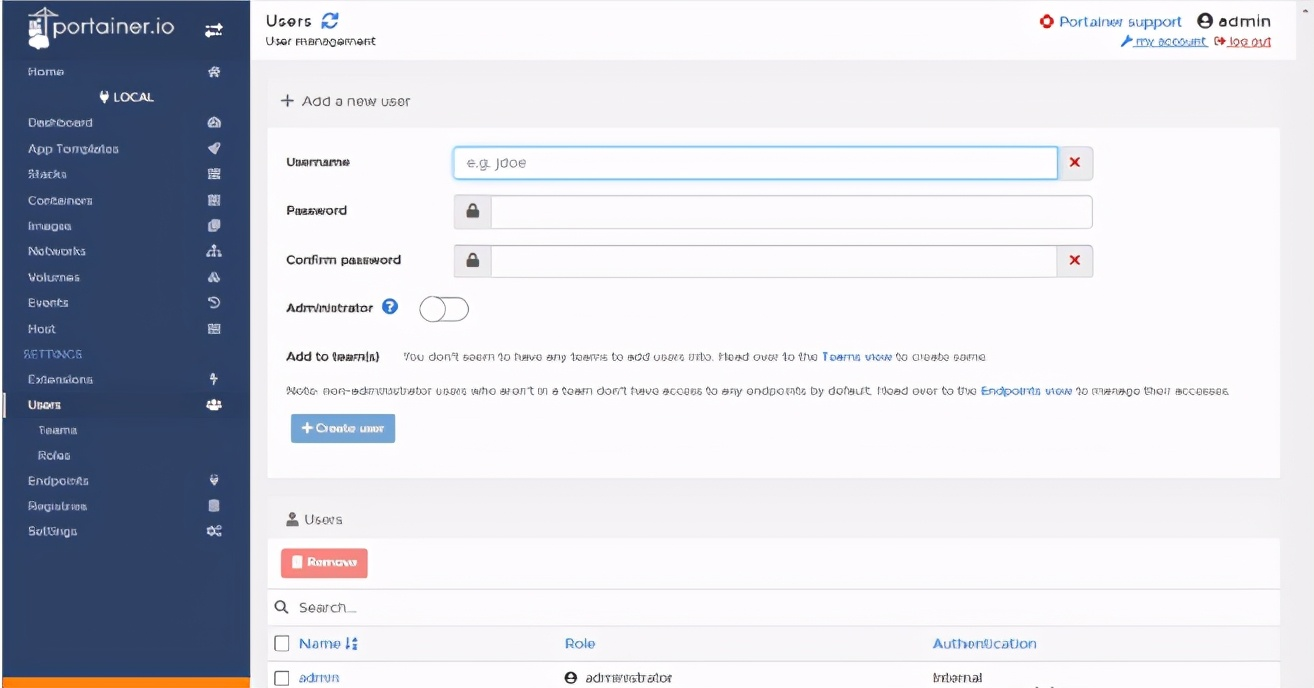 portainer.io
Home
LOCAL
Dashboard
App Templates
Stacks
Containers
Images
Networks
Volumes
Events
Host
SETTINGS
Extensions
Users
Teams
Roles
Endpoints
Registries
Settings
Users
User management
Portainer support admin
my account log out
Add a new user
Username e.g. jdoe
Password
Confirm password
Administrator
Add to team(s) You don't seem to have any teams to add users into. Head over to the Teams view to create some.
Note: non-administrator users who aren't in a team don't have access to any endpoints by default. Head over to the Endpoints view to manage their accesses.
+ Create user
Users
Remove
Search...
Name Role Authentication
admin administrator Internal